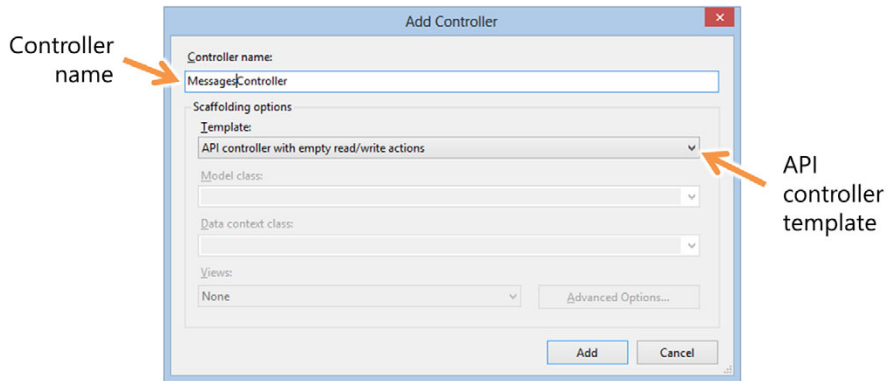 Add Controller
Controller
name
Controller name:
MessagesController
Scaffolding options
Template:
API controller with empty read/write actions
API
controller
template
Model class:
Data context class:
Views:
None
Advanced Options...
Add
Cancel